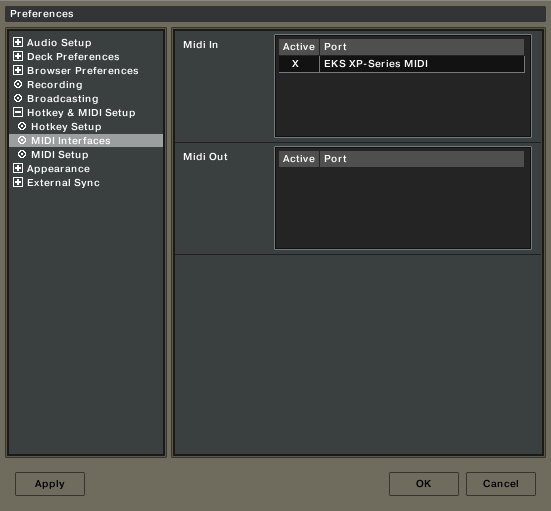 Preferences
Audio Setup
Deck Preferences
Browser Preferences
Recording
Broadcasting
Hotkey & MIDI Setup
Hotkey Setup
MIDI Interfaces
MIDI Setup
Appearance
External Sync
Midi In
Active Port
X EKS XP-Series MIDI
Midi Out
Active Port
Apply
OK
Cancel